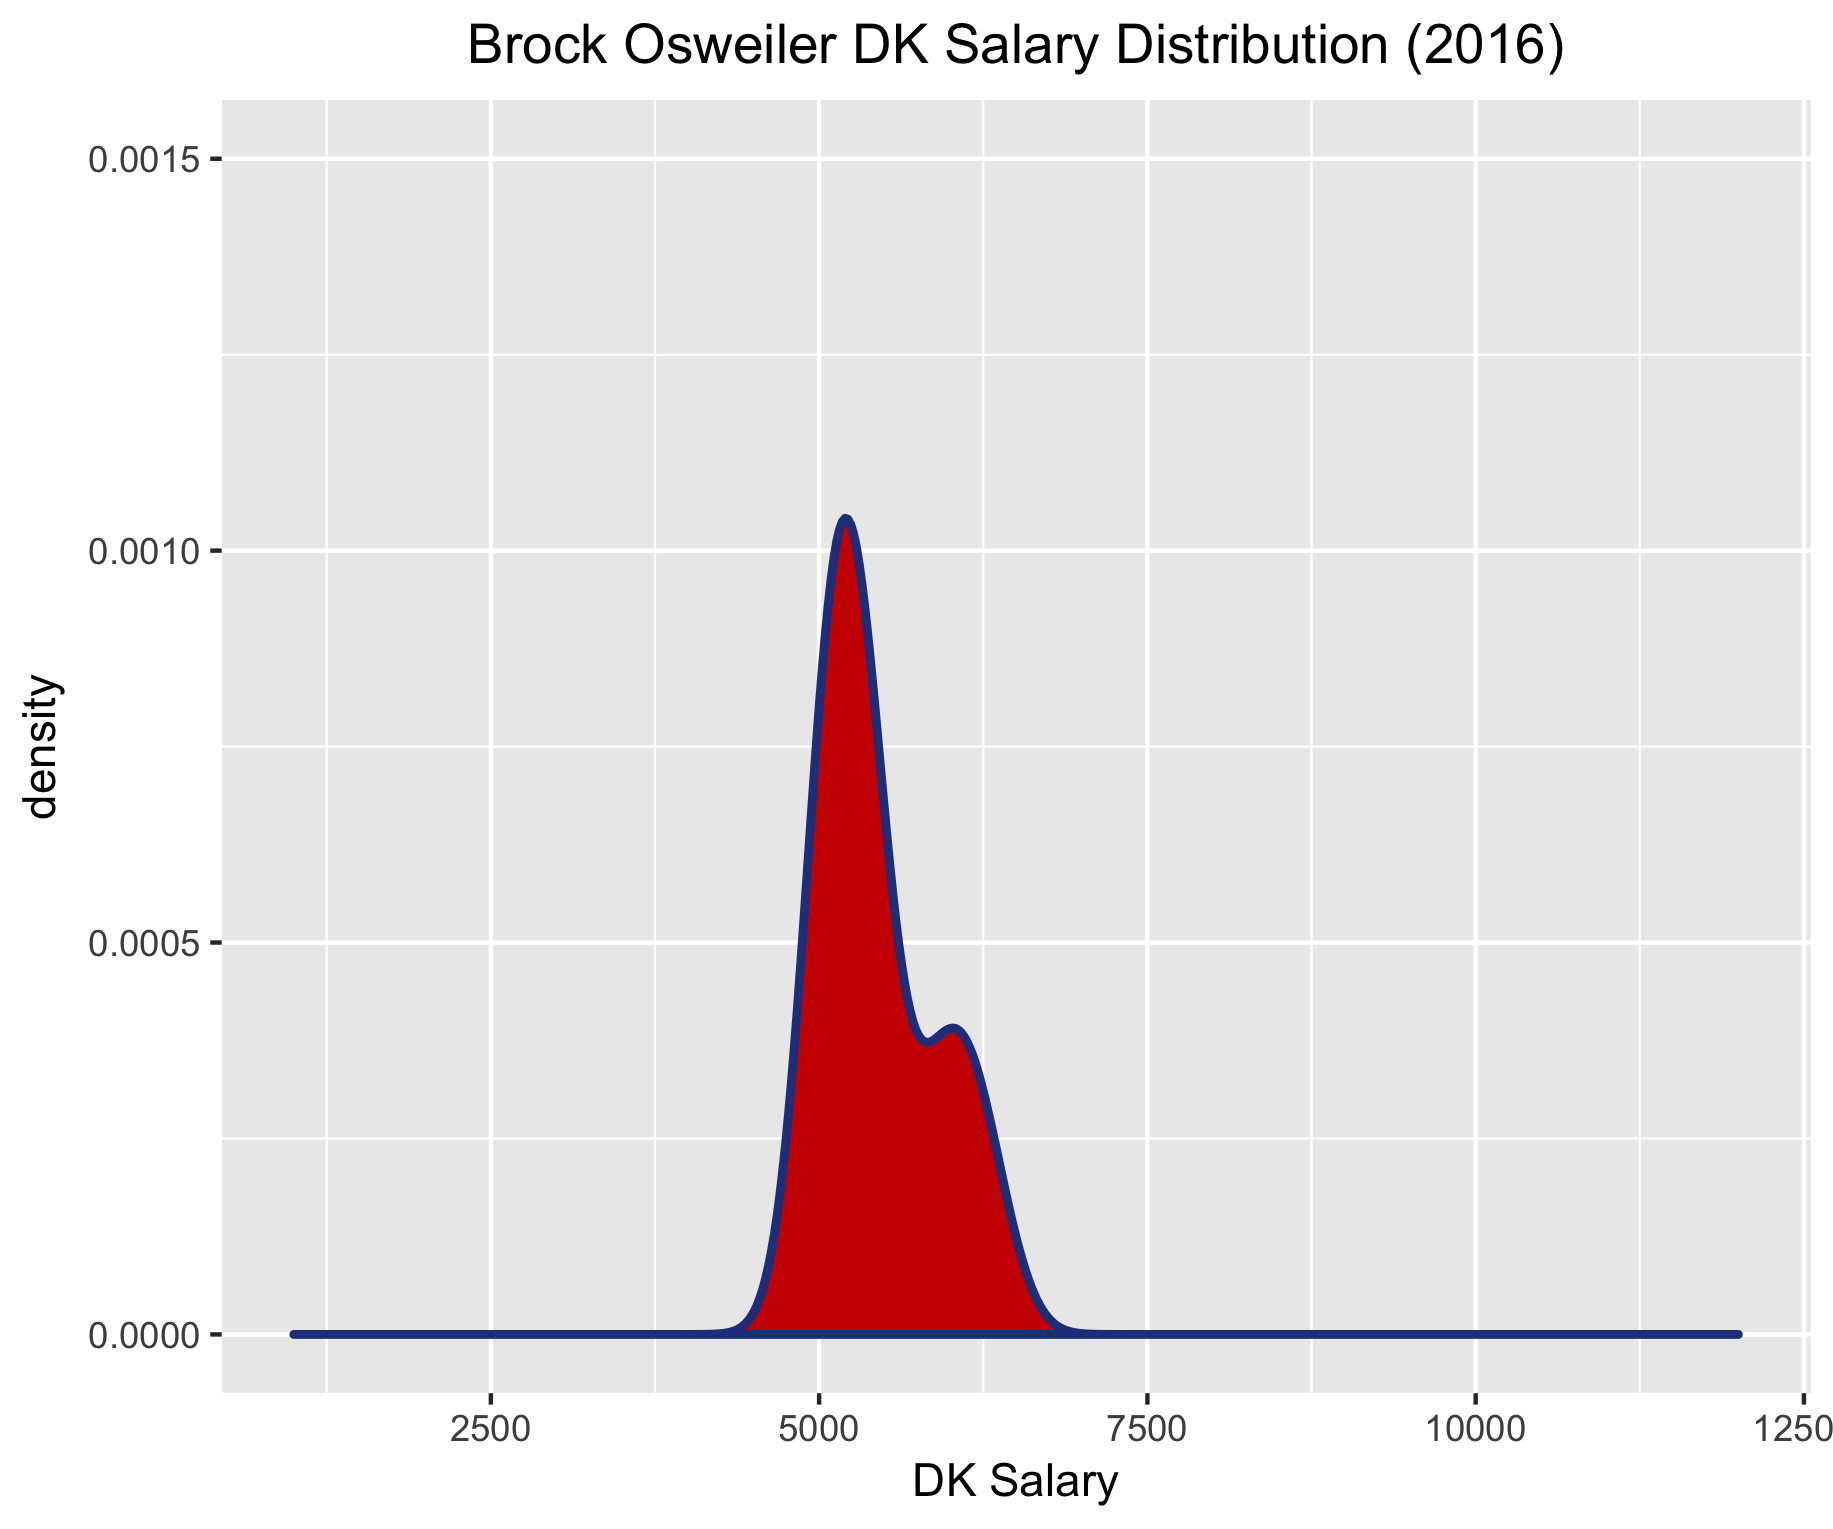 Brock Osweiler DK Salary Distribution (2016)
0.0015
0.0010
0.0005
0.0000
density
2500 5000 7500 10000 1250
DK Salary